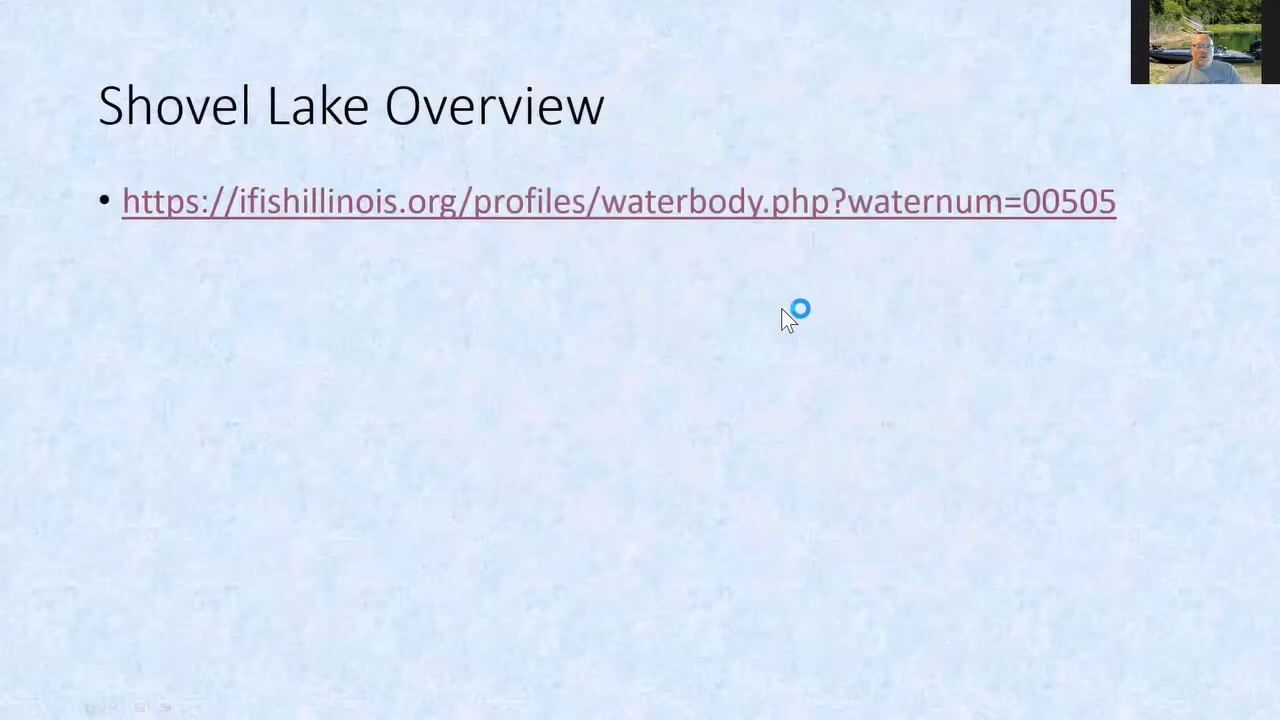 Shovel Lake Overview
• https://ifishillinois.org/profiles/waterbody.php?waternum=00505